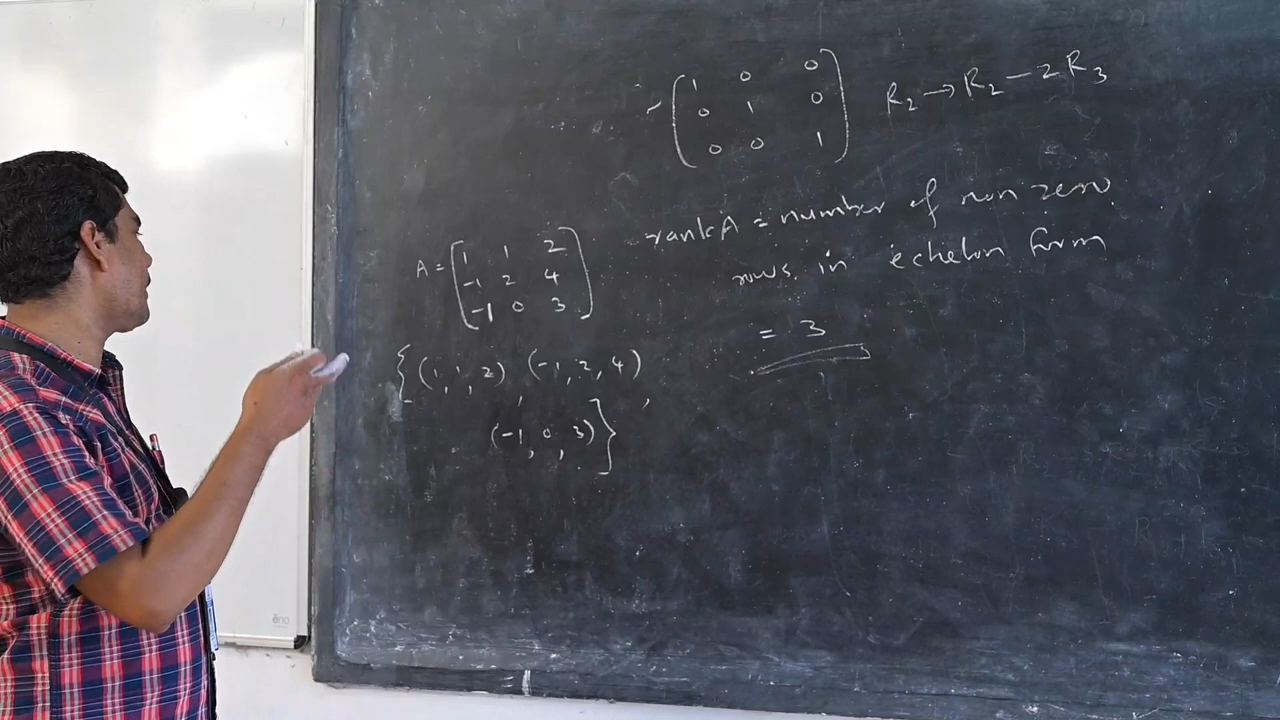 ~ ( 1 0 0 R₂ → R₂ − 2R₃
0 1 0
0 0 1 )
rank A = number of non zero
rows in echelon form
= 3
A = [ 1 1 2
-1 2 4
-1 0 3 ]
{ (1, 1, 2), (-1, 2, 4),
(-1, 0, 3) }
eno